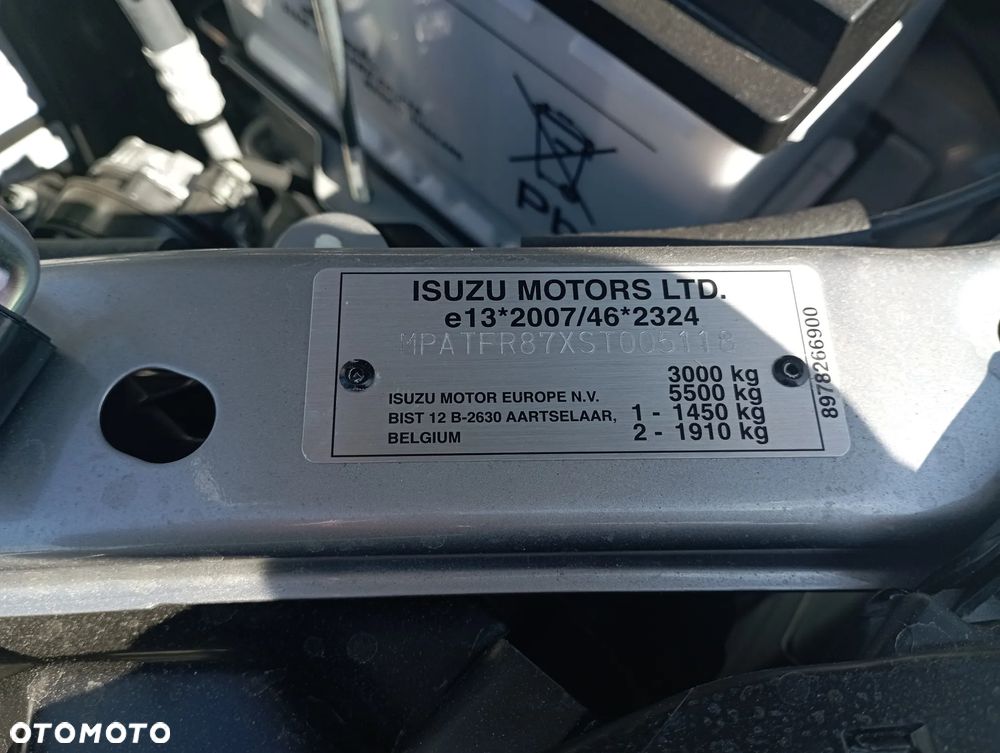 ISUZU MOTORS LTD.
e13*2007/46*2324
MPATFR87XST005118
3000 kg
5500 kg
ISUZU MOTOR EUROPE N.V.
BIST 12 B-2630 AARTSELAAR,
BELGIUM
1 - 1450 kg
2 - 1910 kg
8978266900
Pb
OTOMOTO